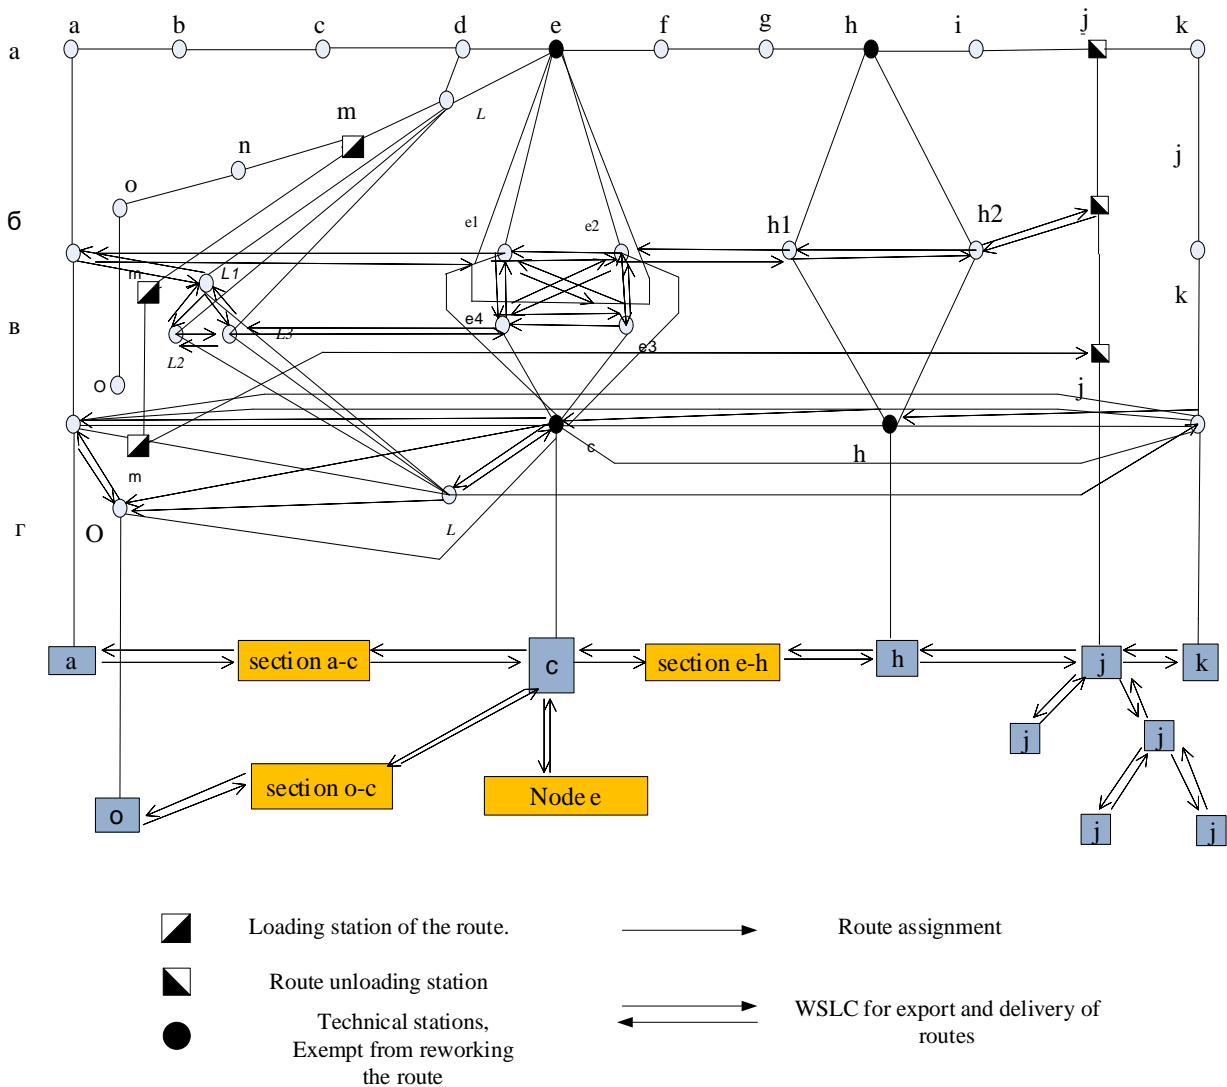 a b c d e f g h i j k
а
L
m
n
j
o
б
e1 e2 h1 h2
m L1
k
в
e4 e3
L2 L3
o
j
m c h
г O L
a section a-c c section e-h h j k
j j
section o-c Node e
o j j
Loading station of the route. Route assignment
Route unloading station
WSLC for export and delivery of
routes
Technical stations,
Exempt from reworking
the route